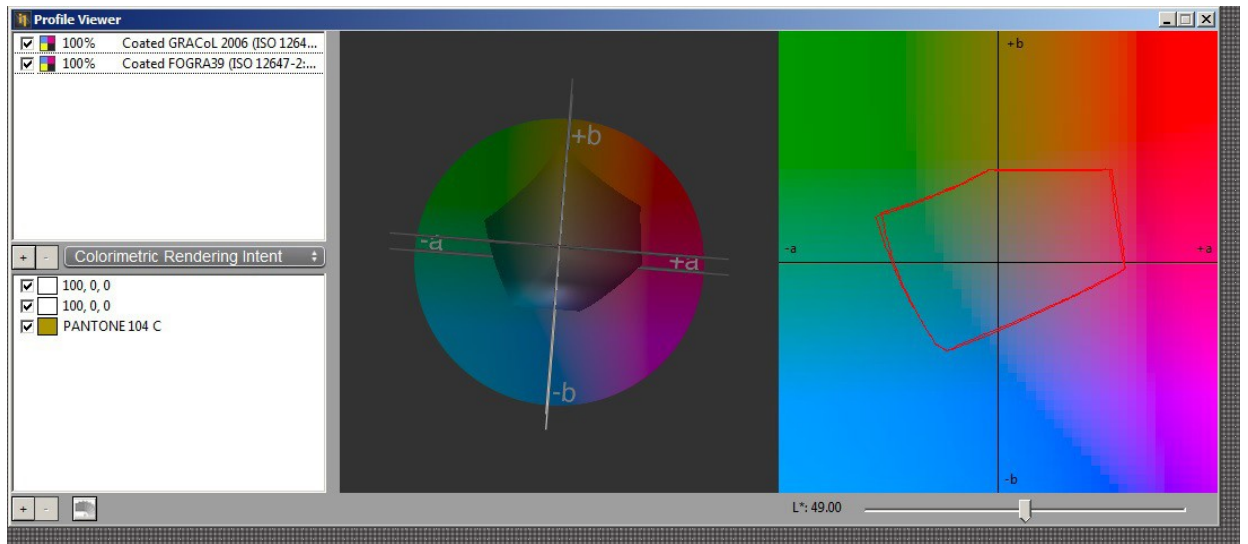 Profile Viewer
100% Coated GRACoL 2006 (ISO 1264...
100% Coated FOGRA39 (ISO 12647-2:...
+ - Colorimetric Rendering Intent
100, 0, 0
100, 0, 0
PANTONE 104 C
+ -
+b
-a
+a
-b
+b
-a
+a
-b
L*: 49.00